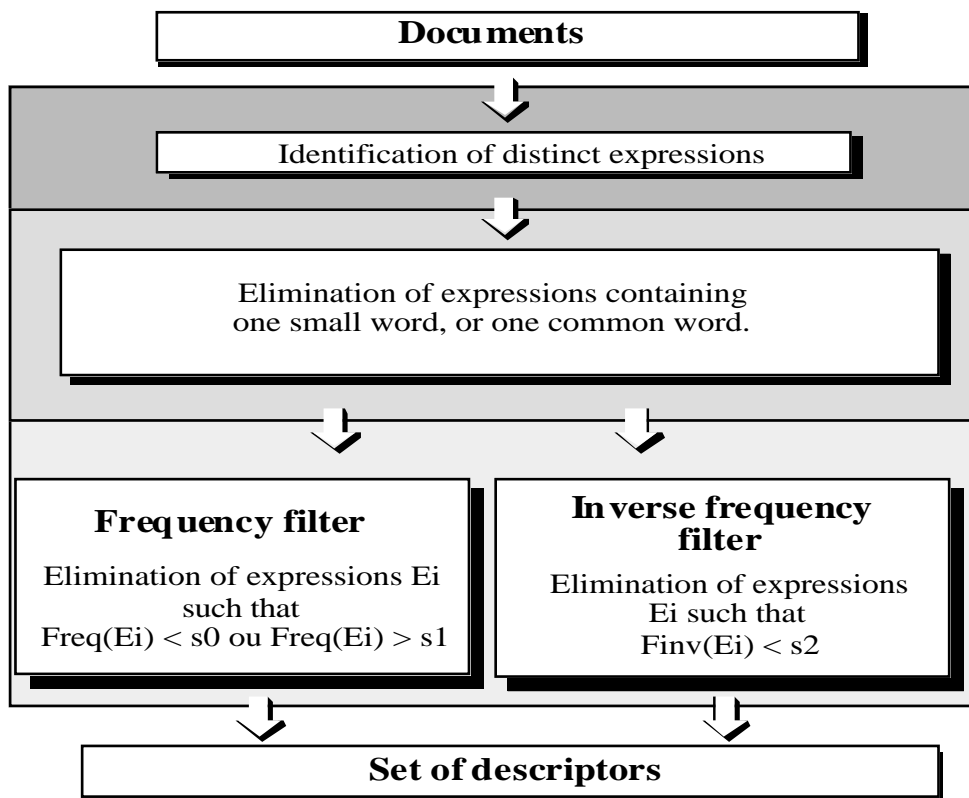 Documents
Identification of distinct expressions
Elimination of expressions containing
one small word, or one common word.
Frequency filter
Elimination of expressions Ei
such that
Freq(Ei) < s0 ou Freq(Ei) > s1
Inverse frequency
filter
Elimination of expressions
Ei such that
Finv(Ei) < s2
Set of descriptors